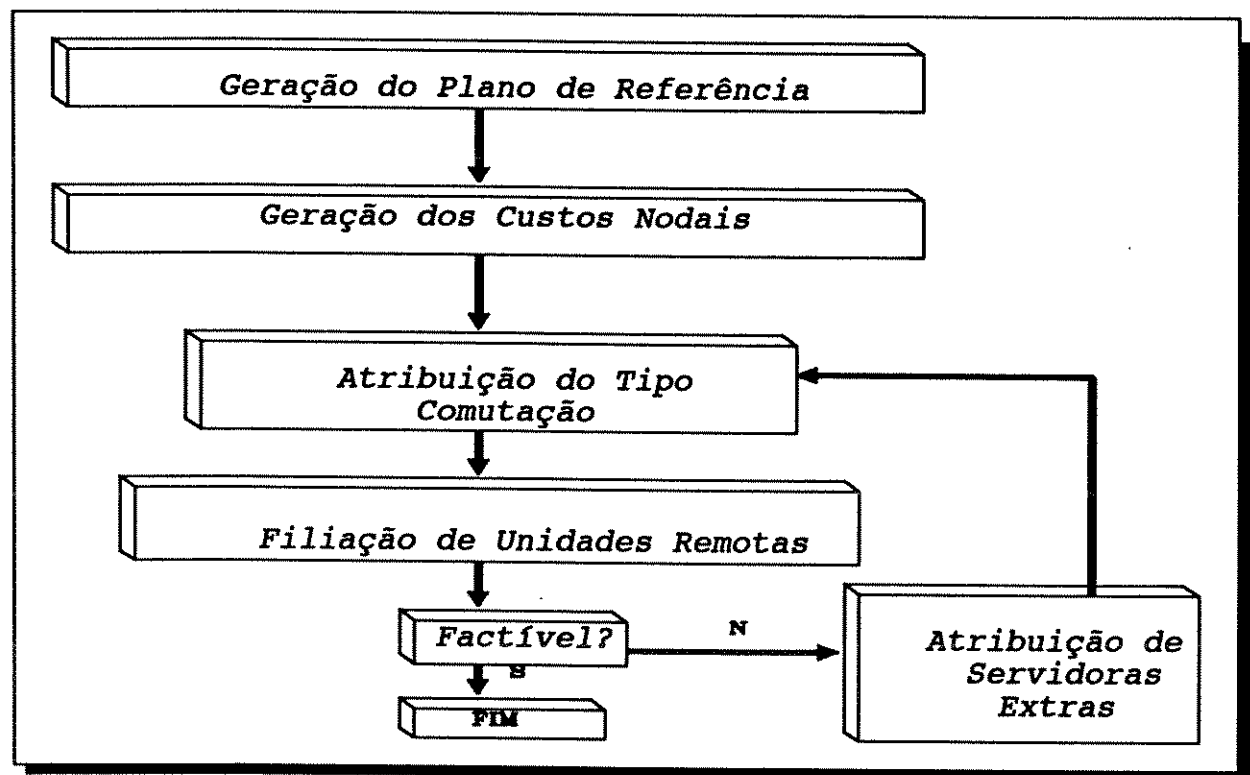 Geração do Plano de Referência
Geração dos Custos Nodais
Atribuição do Tipo
Comutação
Filiação de Unidades Remotas
Factível?
N
S
FIM
Atribuição de
Servidoras
Extras